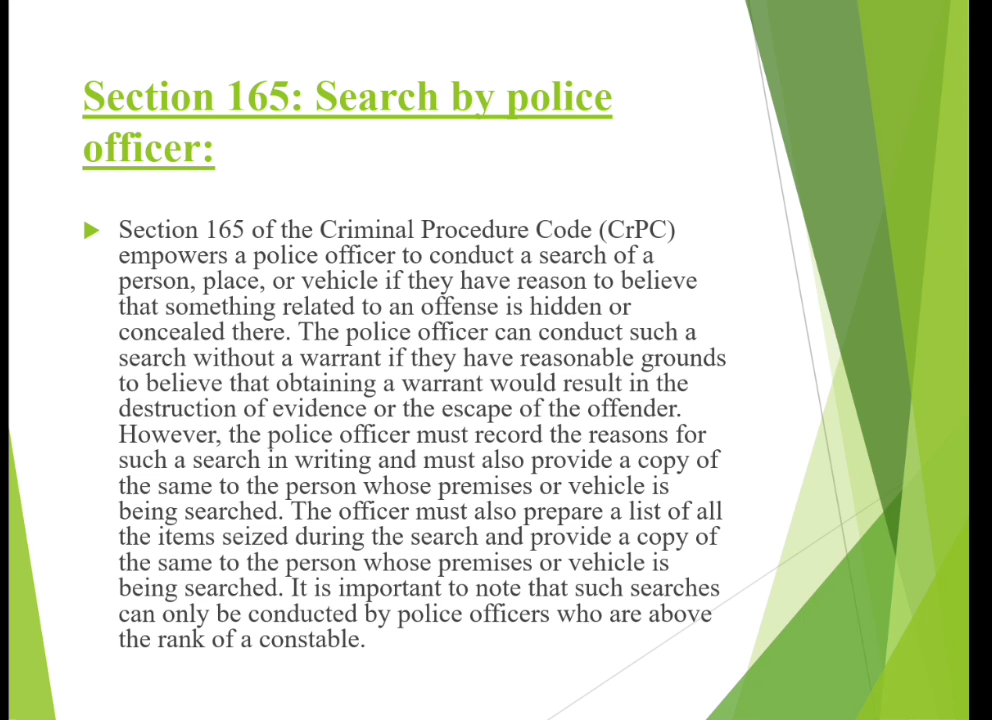 Section 165: Search by police
officer:
Section 165 of the Criminal Procedure Code (CrPC)
empowers a police officer to conduct a search of a
person, place, or vehicle if they have reason to believe
that something related to an offense is hidden or
concealed there. The police officer can conduct such a
search without a warrant if they have reasonable grounds
to believe that obtaining a warrant would result in the
destruction of evidence or the escape of the offender.
However, the police officer must record the reasons for
such a search in writing and must also provide a copy of
the same to the person whose premises or vehicle is
being searched. The officer must also prepare a list of all
the items seized during the search and provide a copy of
the same to the person whose premises or vehicle is
being searched. It is important to note that such searches
can only be conducted by police officers who are above
the rank of a constable.